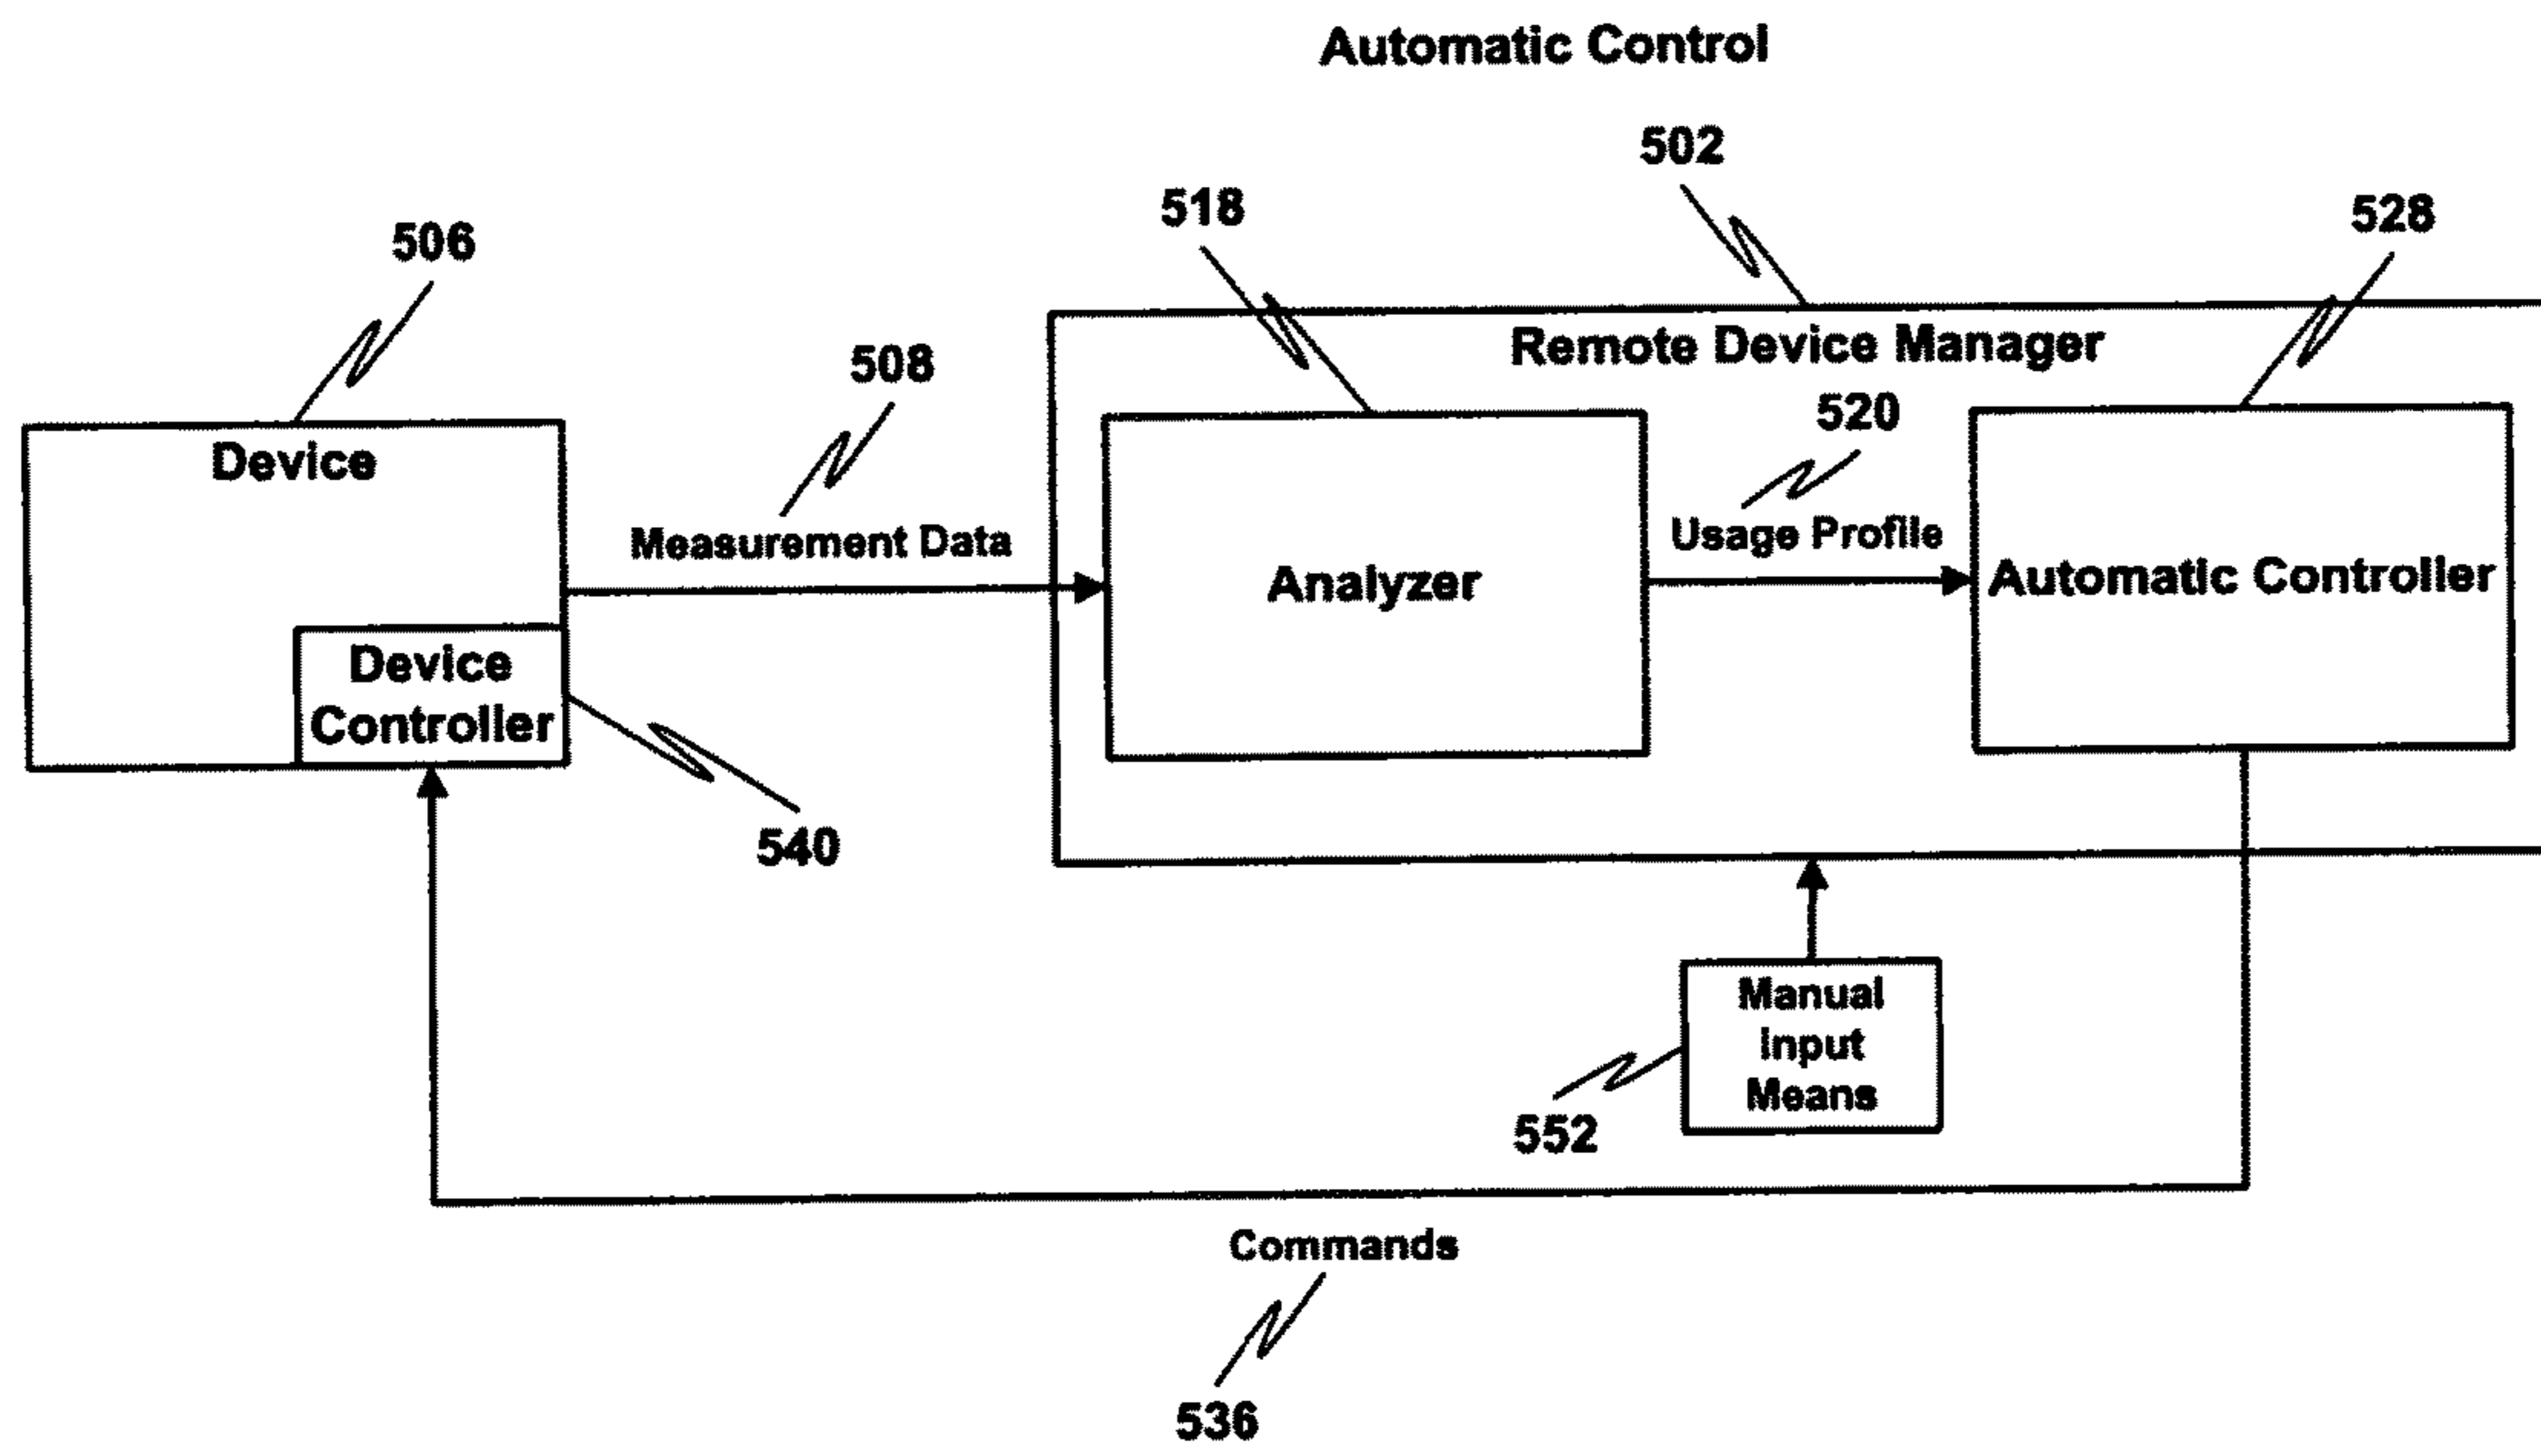 Automatic Control
502
518
528
506
508
Remote Device Manager
520
Device
Measurement Data
Usage Profile
Analyzer
Automatic Controller
Device
Controller
540
Manual
Input
Means
552
Commands
536